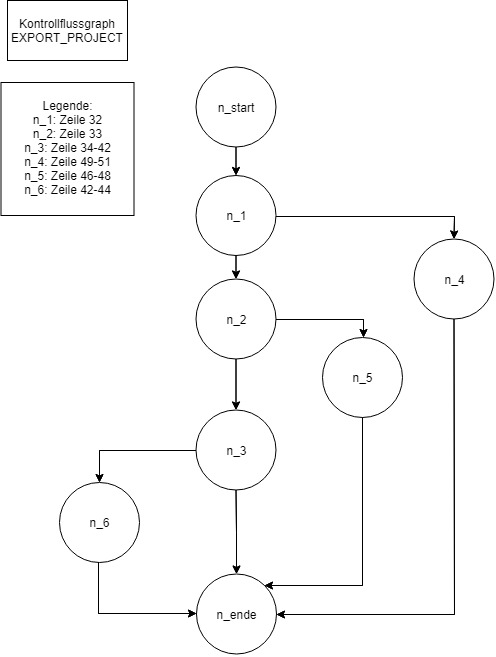 Kontrollflussgraph
EXPORT_PROJECT
Legende:
n_1: Zeile 32
n_2: Zeile 33
n_3: Zeile 34-42
n_4: Zeile 49-51
n_5: Zeile 46-48
n_6: Zeile 42-44
n_start
n_1
n_4
n_2
n_5
n_3
n_6
n_ende